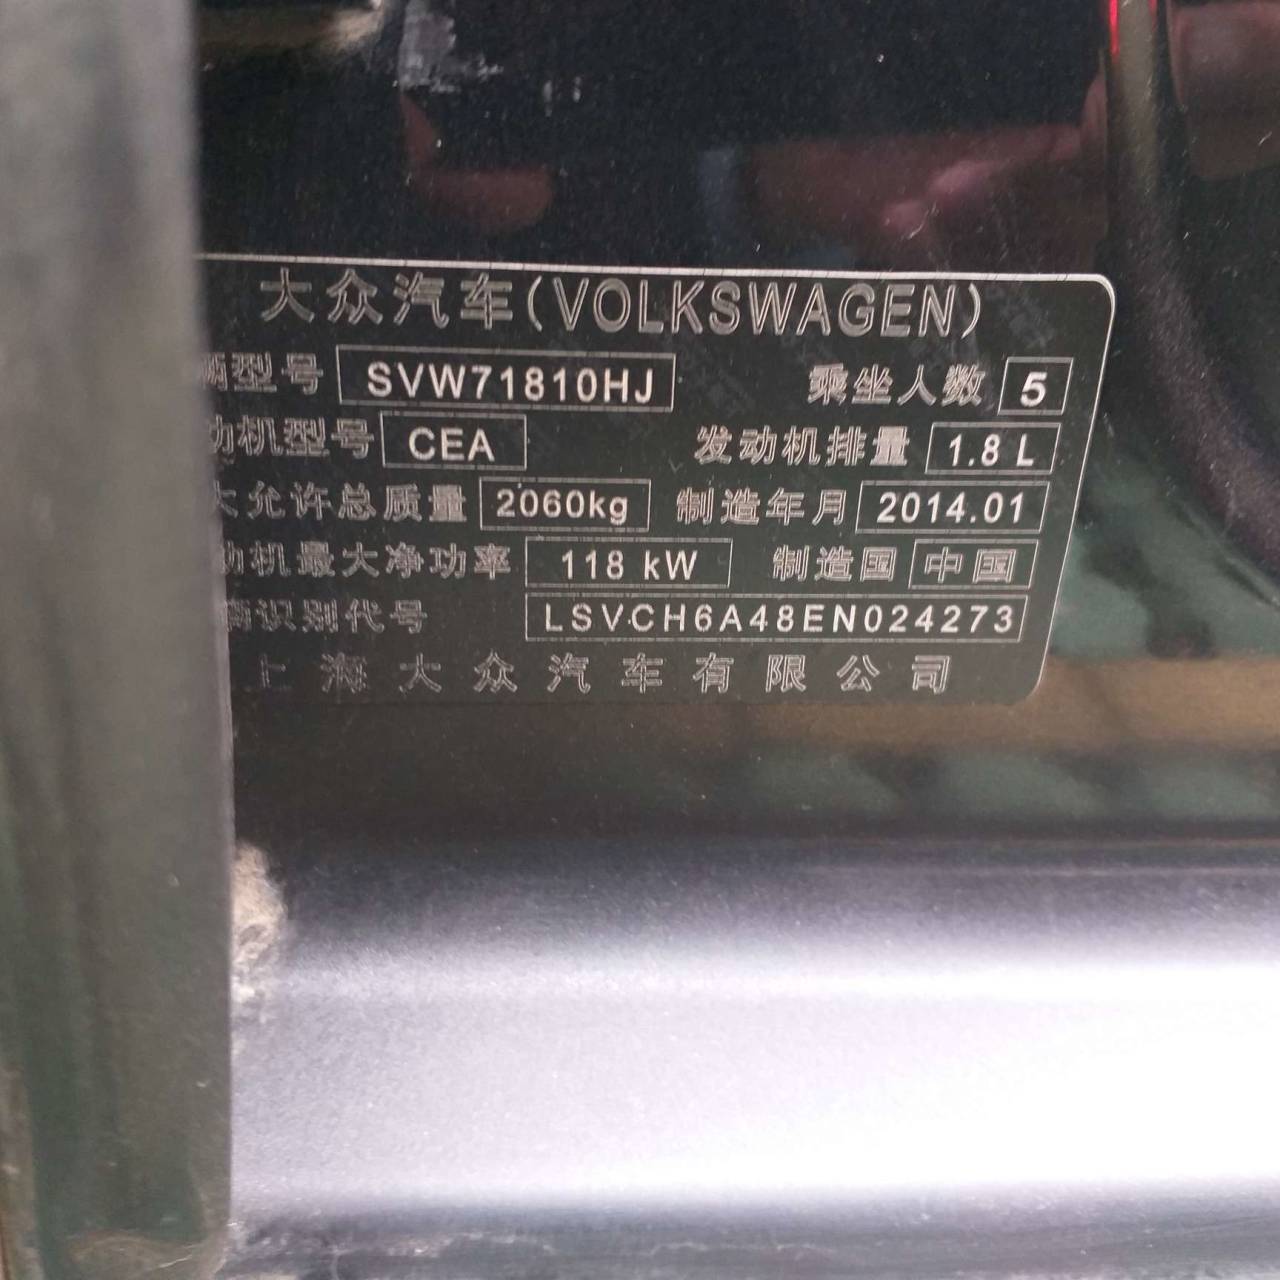 大众汽车(VOLKSWAGEN)
型号 SVW71810HJ 乘坐人数 5
动机型号 CEA 发动机排量 1.8 L
大允许总质量 2060kg 制造年月 2014.01
动机最大净功率 118 kW 制造国 中国
识别代号 LSVCH6A48EN024273
上海大众汽车有限公司